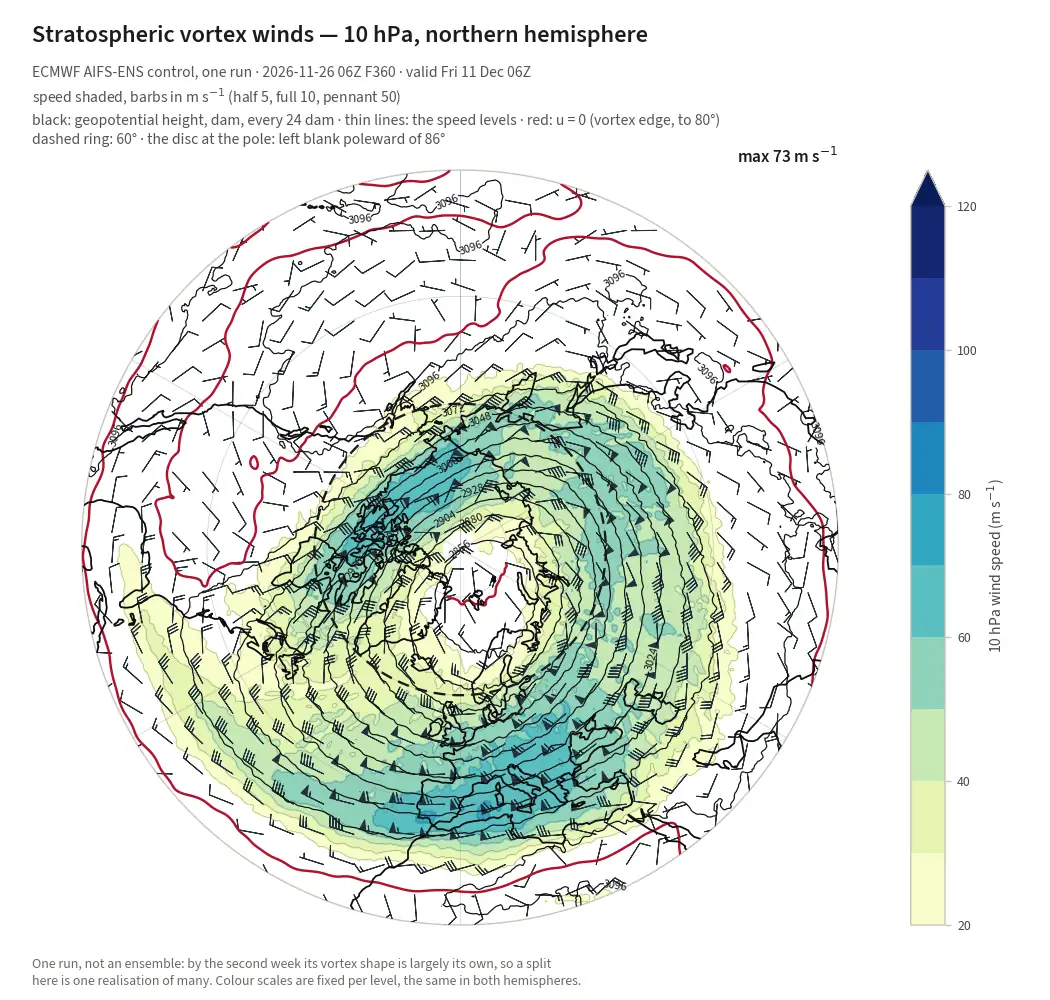 Stratospheric vortex winds — 10 hPa, northern hemisphere
ECMWF AIFS-ENS control, one run · 2026-11-26 06Z F360 · valid Fri 11 Dec 06Z
speed shaded, barbs in m s⁻¹ (half 5, full 10, pennant 50)
black: geopotential height, dam, every 24 dam · thin lines: the speed levels · red: u = 0 (vortex edge, to 80°)
dashed ring: 60° · the disc at the pole: left blank poleward of 86°
max 73 m s⁻¹
3096
3096
3096
3096
3096
3096
3096
3096
3072
3048
2928
2904
3024
3096
120
100
80
60
40
20
10 hPa wind speed (m s⁻¹)
One run, not an ensemble: by the second week its vortex shape is largely its own, so a split
here is one realisation of many. Colour scales are fixed per level, the same in both hemispheres.